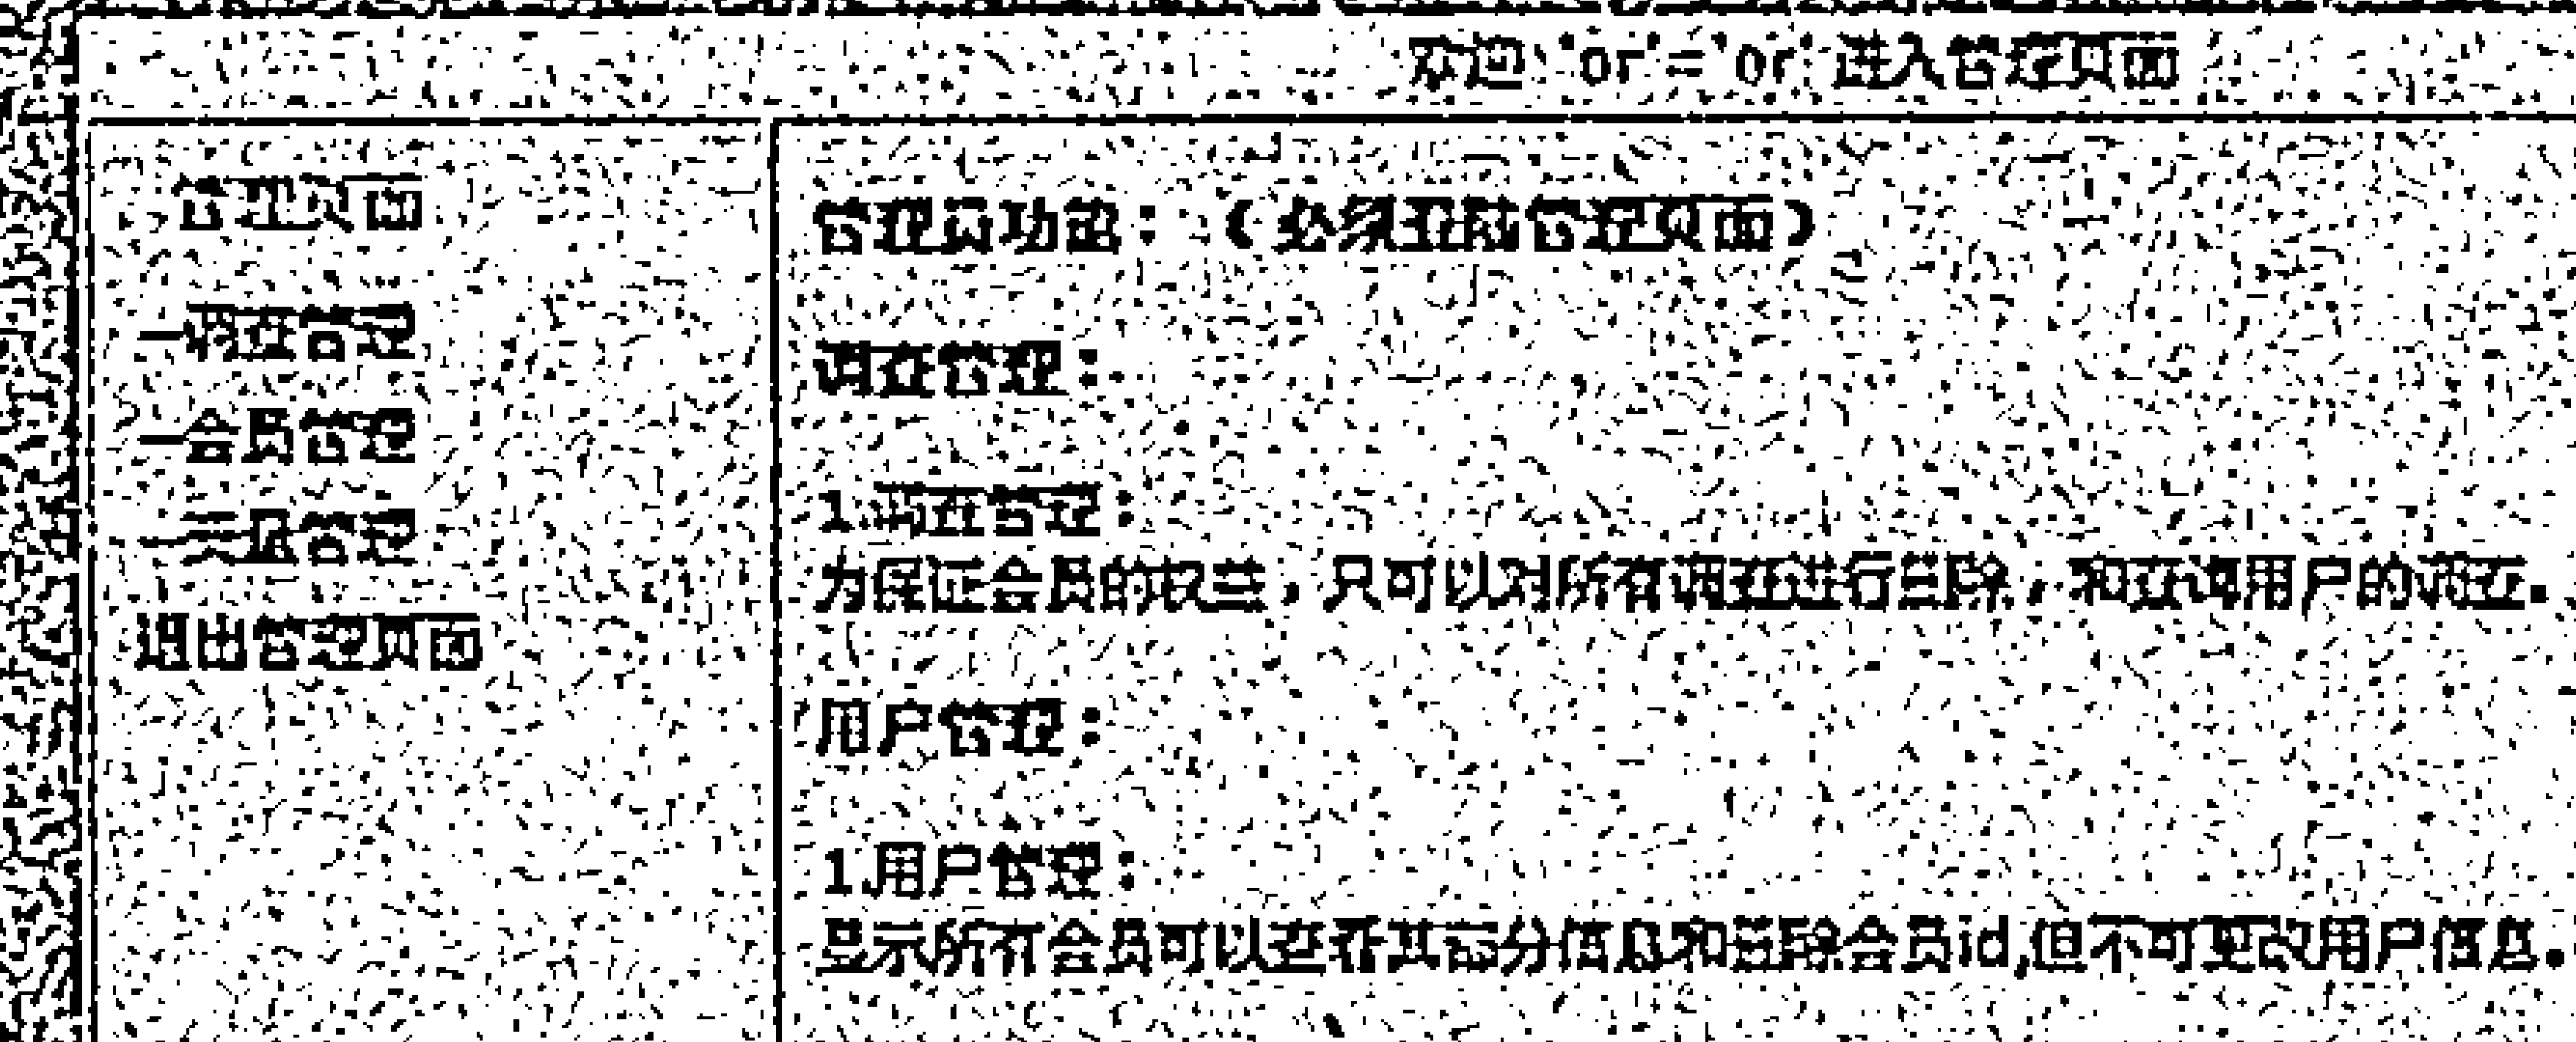 欢迎 'or'='or' 进入管理页面
管理页面
管理员功能：（必须登陆管理页面）
—调查管理
调查管理：
—会员管理
1.调查管理：
管理
为保证会员的权益，只可以对所有调查进行删除，和查询用户的调查.
退出管理页面
用户管理：
1.用户管理：
显示所有会员可以查看其部分信息和删除会员id,但不可更改用户信息.